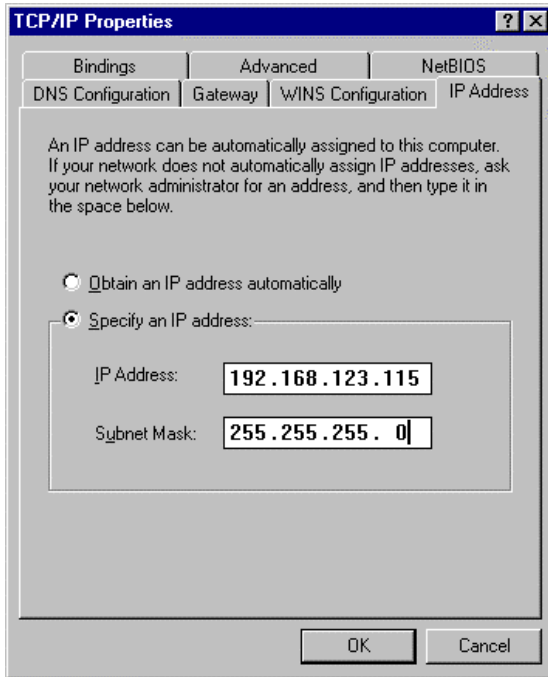 TCP/IP Properties ? X
Bindings Advanced NetBIOS
DNS Configuration Gateway WINS Configuration IP Address
An IP address can be automatically assigned to this computer.
If your network does not automatically assign IP addresses, ask
your network administrator for an address, and then type it in
the space below.
Obtain an IP address automatically
Specify an IP address:
IP Address: 192.168.123.115
Subnet Mask: 255.255.255. 0
OK Cancel